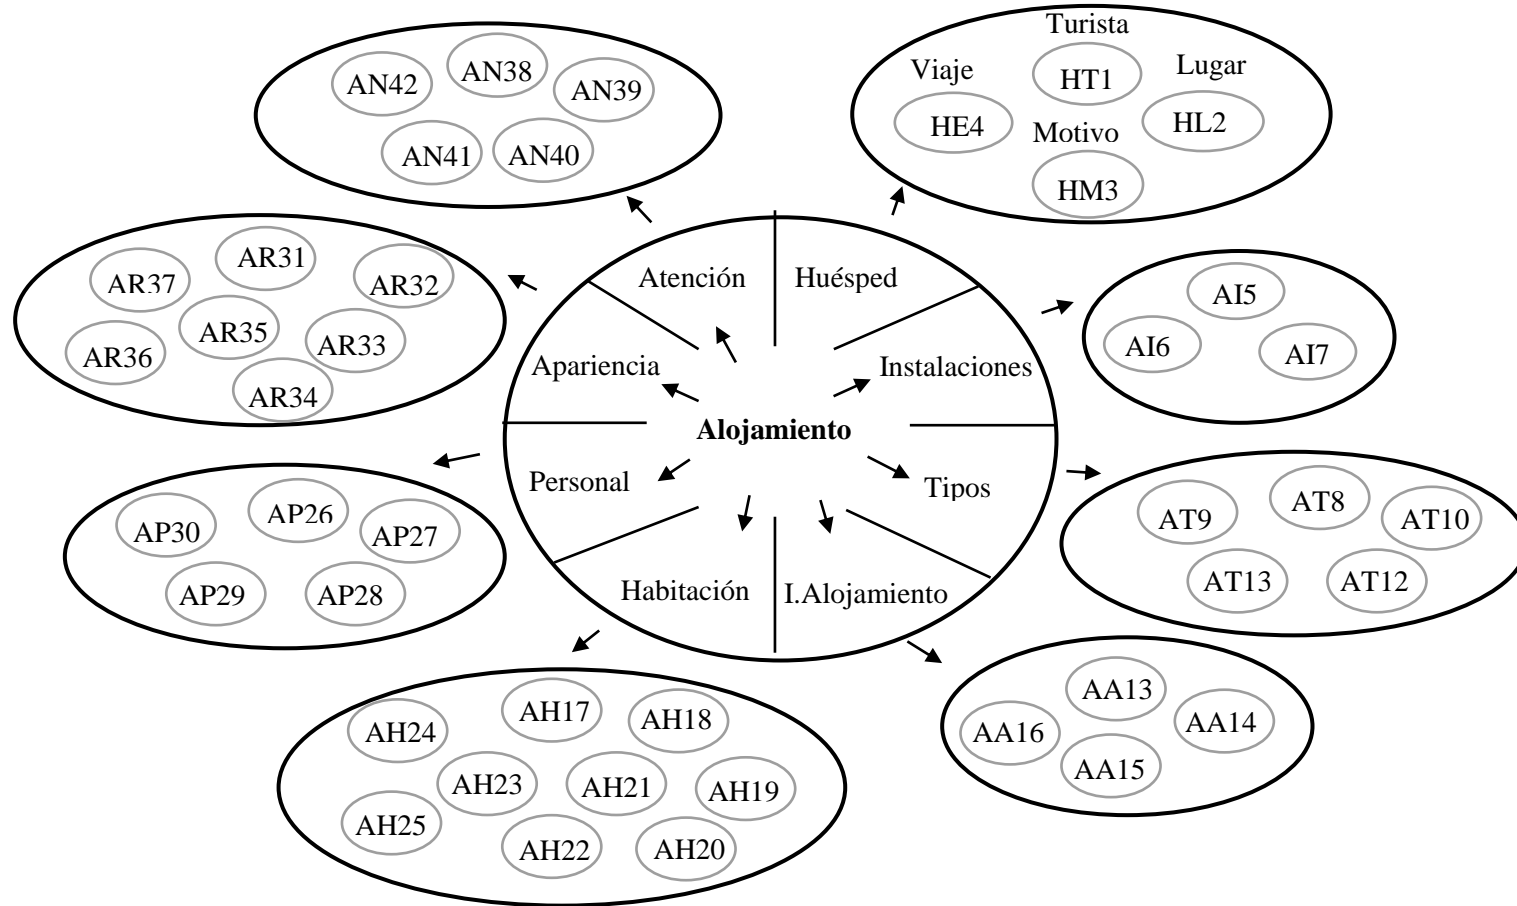 Turista
Viaje
Lugar
HT1
HE4
HL2
Motivo
HM3
AN42
AN38
AN39
AN41
AN40
AR37
AR31
AR32
AR35
AR33
AR36
AR34
Atención
Huésped
Apariencia
Instalaciones
Alojamiento
Personal
Tipos
Habitación
I.Alojamiento
AI5
AI6
AI7
AT9
AT8
AT10
AT13
AT12
AP30
AP26
AP27
AP29
AP28
AA13
AA16
AA14
AA15
AH24
AH17
AH18
AH23
AH21
AH19
AH25
AH22
AH20